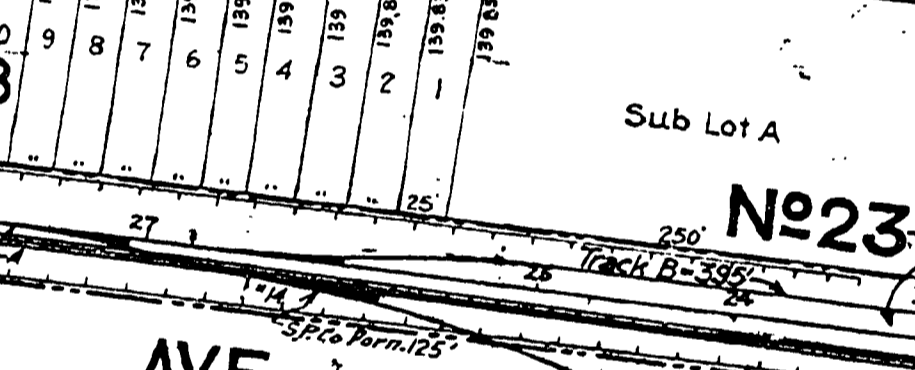 139 139 139 139,8 139.8 139.85
9 8 7 6 5 4 3 2 1
Sub Lot A
" " " " " " " " 25'
Nº23
27 250'
Track B-395'
26 24
"14
S.P.Co Porn. 125'
AVE